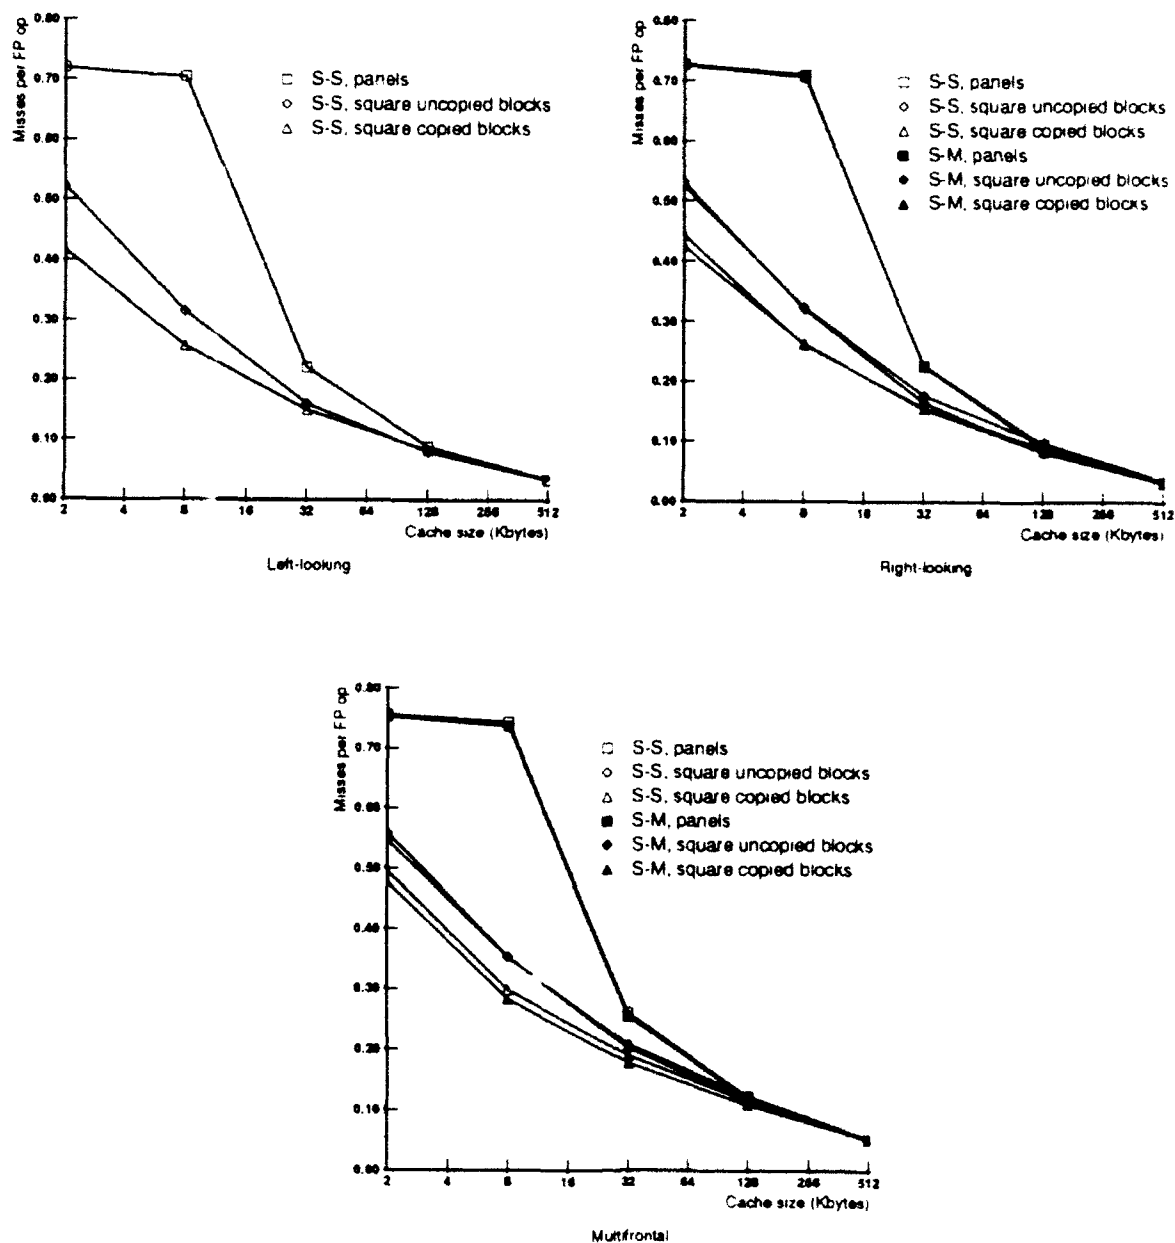 Misses per FP op
0.80
0.70
0.60
0.50
0.40
0.30
0.20
0.10
0.00
2 4 8 16 32 64 128 256 512
Cache size (Kbytes)
S-S, panels
S-S, square uncopied blocks
S-S, square copied blocks
Left-looking
Misses per FP op
0.80
0.70
0.60
0.50
0.40
0.30
0.20
0.10
0.00
2 4 8 16 32 64 128 256 512
Cache size (Kbytes)
S-S, panels
S-S, square uncopied blocks
S-S, square copied blocks
S-M, panels
S-M, square uncopied blocks
S-M, square copied blocks
Right-looking
Misses per FP op
0.80
0.70
0.60
0.50
0.40
0.30
0.20
0.10
0.00
2 4 8 16 32 64 128 256 512
Cache size (Kbytes)
S-S, panels
S-S, square uncopied blocks
S-S, square copied blocks
S-M, panels
S-M, square uncopied blocks
S-M, square copied blocks
Multifrontal